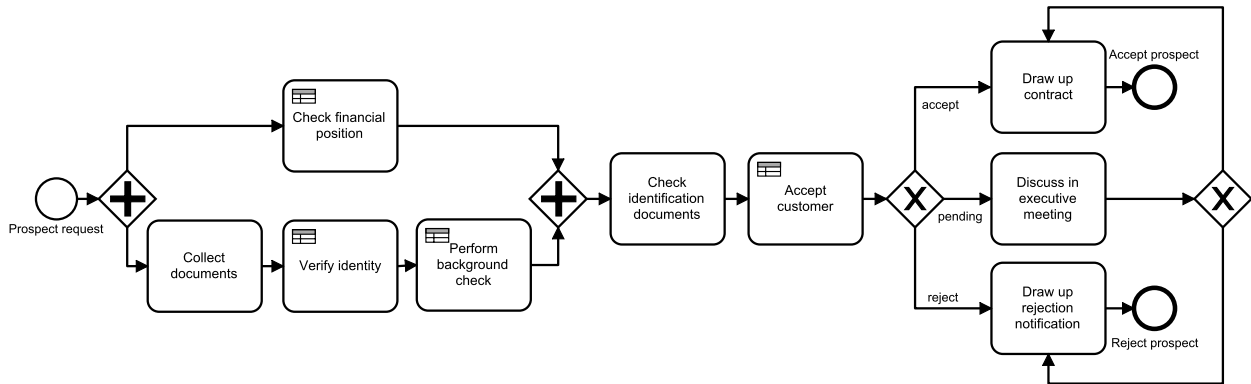 Prospect request
Check financial
position
Collect
documents
Verify identity
Perform
background
check
Check
identification
documents
Accept
customer
accept
pending
reject
Draw up
contract
Accept prospect
Discuss in
executive
meeting
Draw up
rejection
notification
Reject prospect